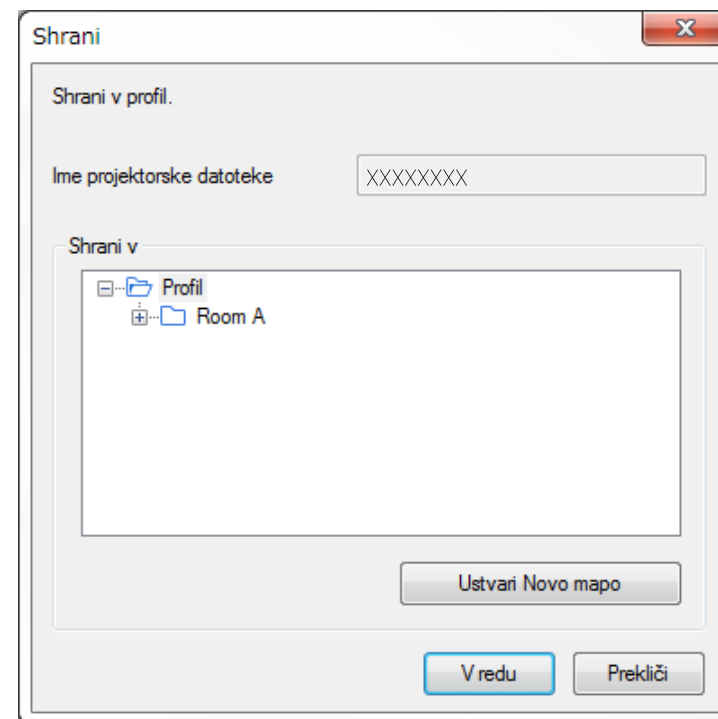 Shrani
Shrani v profil.
Ime projektorske datoteke XXXXXXXX
Shrani v
Profil
Room A
Ustvari Novo mapo
V redu Prekliči